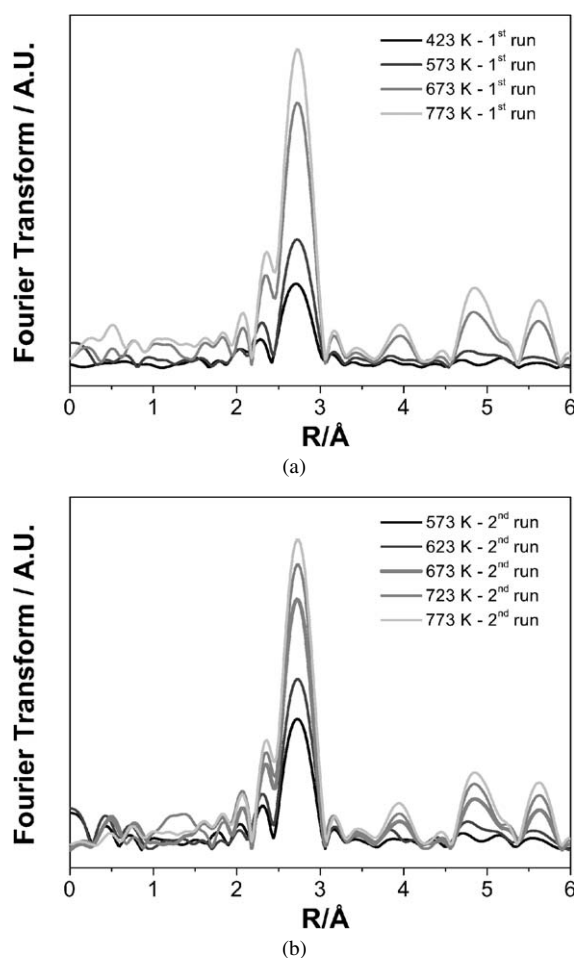 Fourier Transform / A.U.
423 K - 1st run
573 K - 1st run
673 K - 1st run
773 K - 1st run
0 1 2 3 4 5 6
R/Å
(a)
Fourier Transform / A.U.
573 K - 2nd run
623 K - 2nd run
673 K - 2nd run
723 K - 2nd run
773 K - 2nd run
0 1 2 3 4 5 6
R/Å
(b)